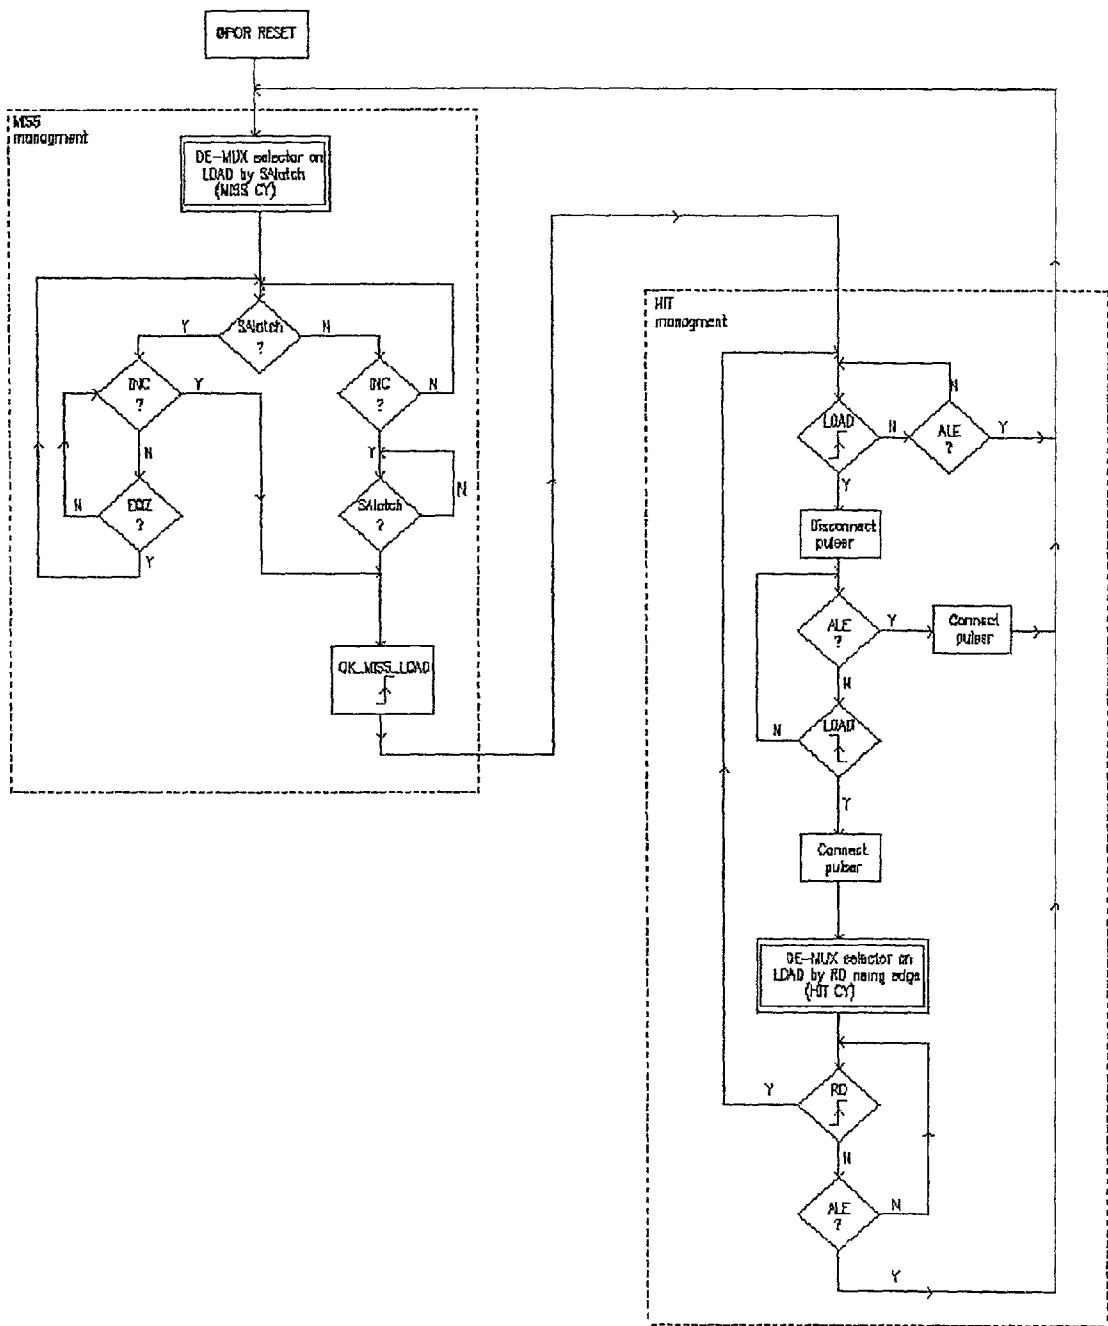 @POR RESET
MISS
managment
DE-MUX selector on
LOAD by SAlatch
(MISS CY)
SAlatch
?
Y
N
INC
?
Y
N
INC
?
N
Y
EQZ
?
N
Y
SAlatch
?
N
OK_MISS_LOAD
HIT
managment
LOAD
N
Y
ALE
?
N
Y
Disconnect
pulser
ALE
?
Y
N
Connect
pulser
LOAD
N
Y
Connect
pulser
DE-MUX selector on
LOAD by RD rising edge
(HIT CY)
RD
Y
N
ALE
?
N
Y